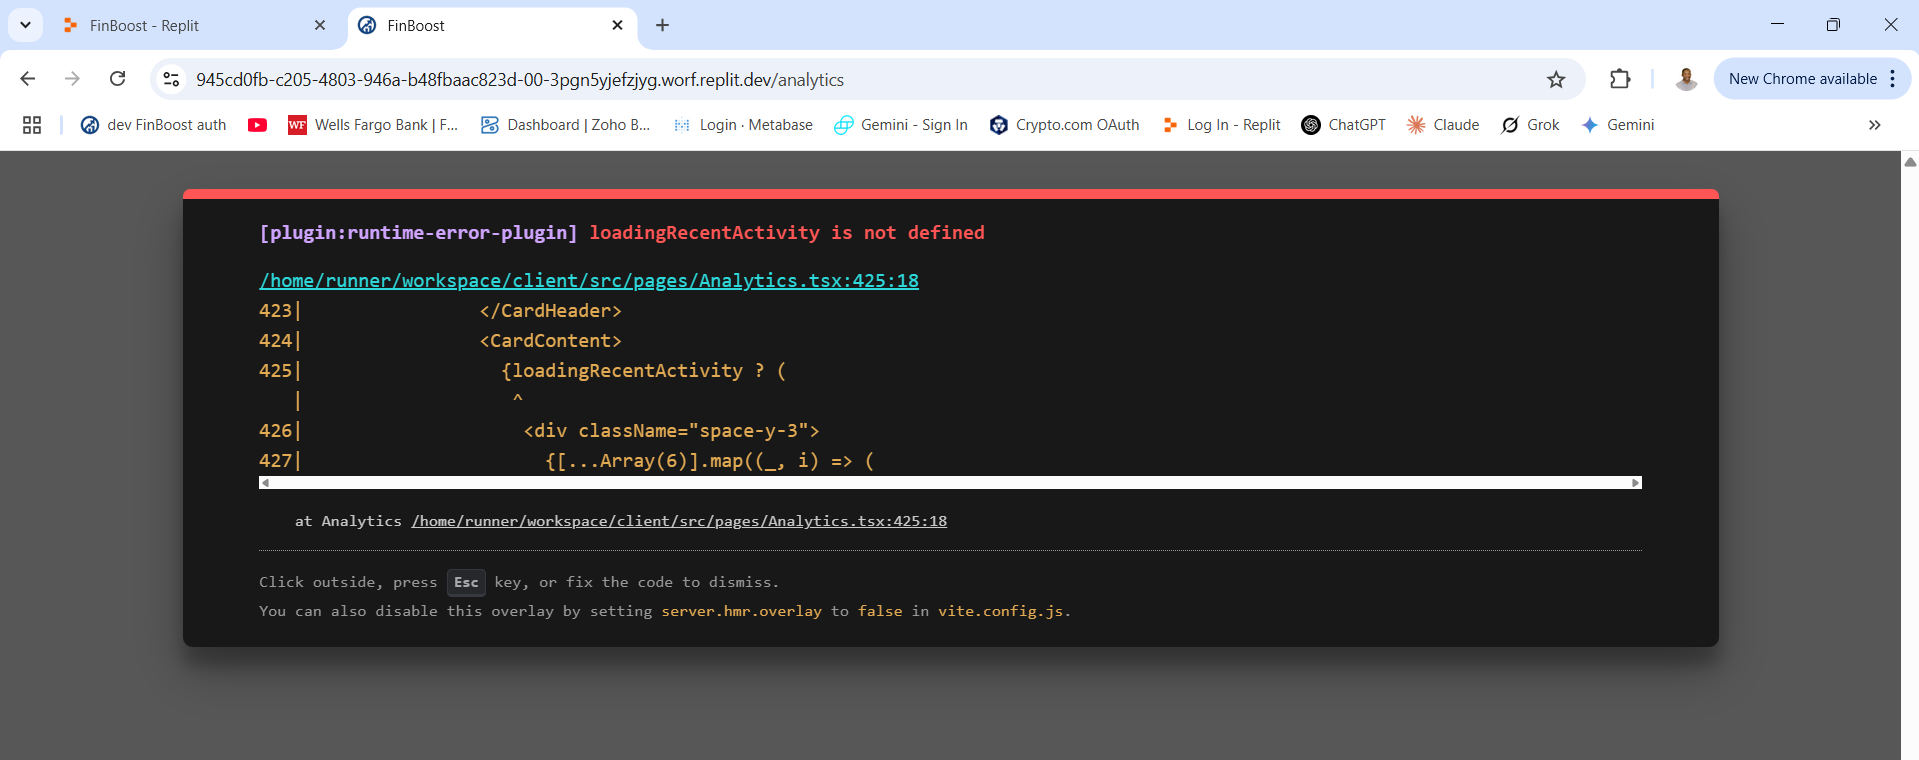 FinBoost - Replit
FinBoost
945cd0fb-c205-4803-946a-b48fbaac823d-00-3pgn5yjefzjyg.worf.replit.dev/analytics
New Chrome available
dev FinBoost auth
WF Wells Fargo Bank | F...
Dashboard | Zoho B...
Login · Metabase
Gemini - Sign In
Crypto.com OAuth
Log In - Replit
ChatGPT
Claude
Grok
Gemini
[plugin:runtime-error-plugin] loadingRecentActivity is not defined
/home/runner/workspace/client/src/pages/Analytics.tsx:425:18
423| </CardHeader>
424| <CardContent>
425| {loadingRecentActivity ? (
| ^
426| <div className="space-y-3">
427| {[...Array(6)].map((_, i) => (
at Analytics /home/runner/workspace/client/src/pages/Analytics.tsx:425:18
Click outside, press Esc key, or fix the code to dismiss.
You can also disable this overlay by setting server.hmr.overlay to false in vite.config.js.